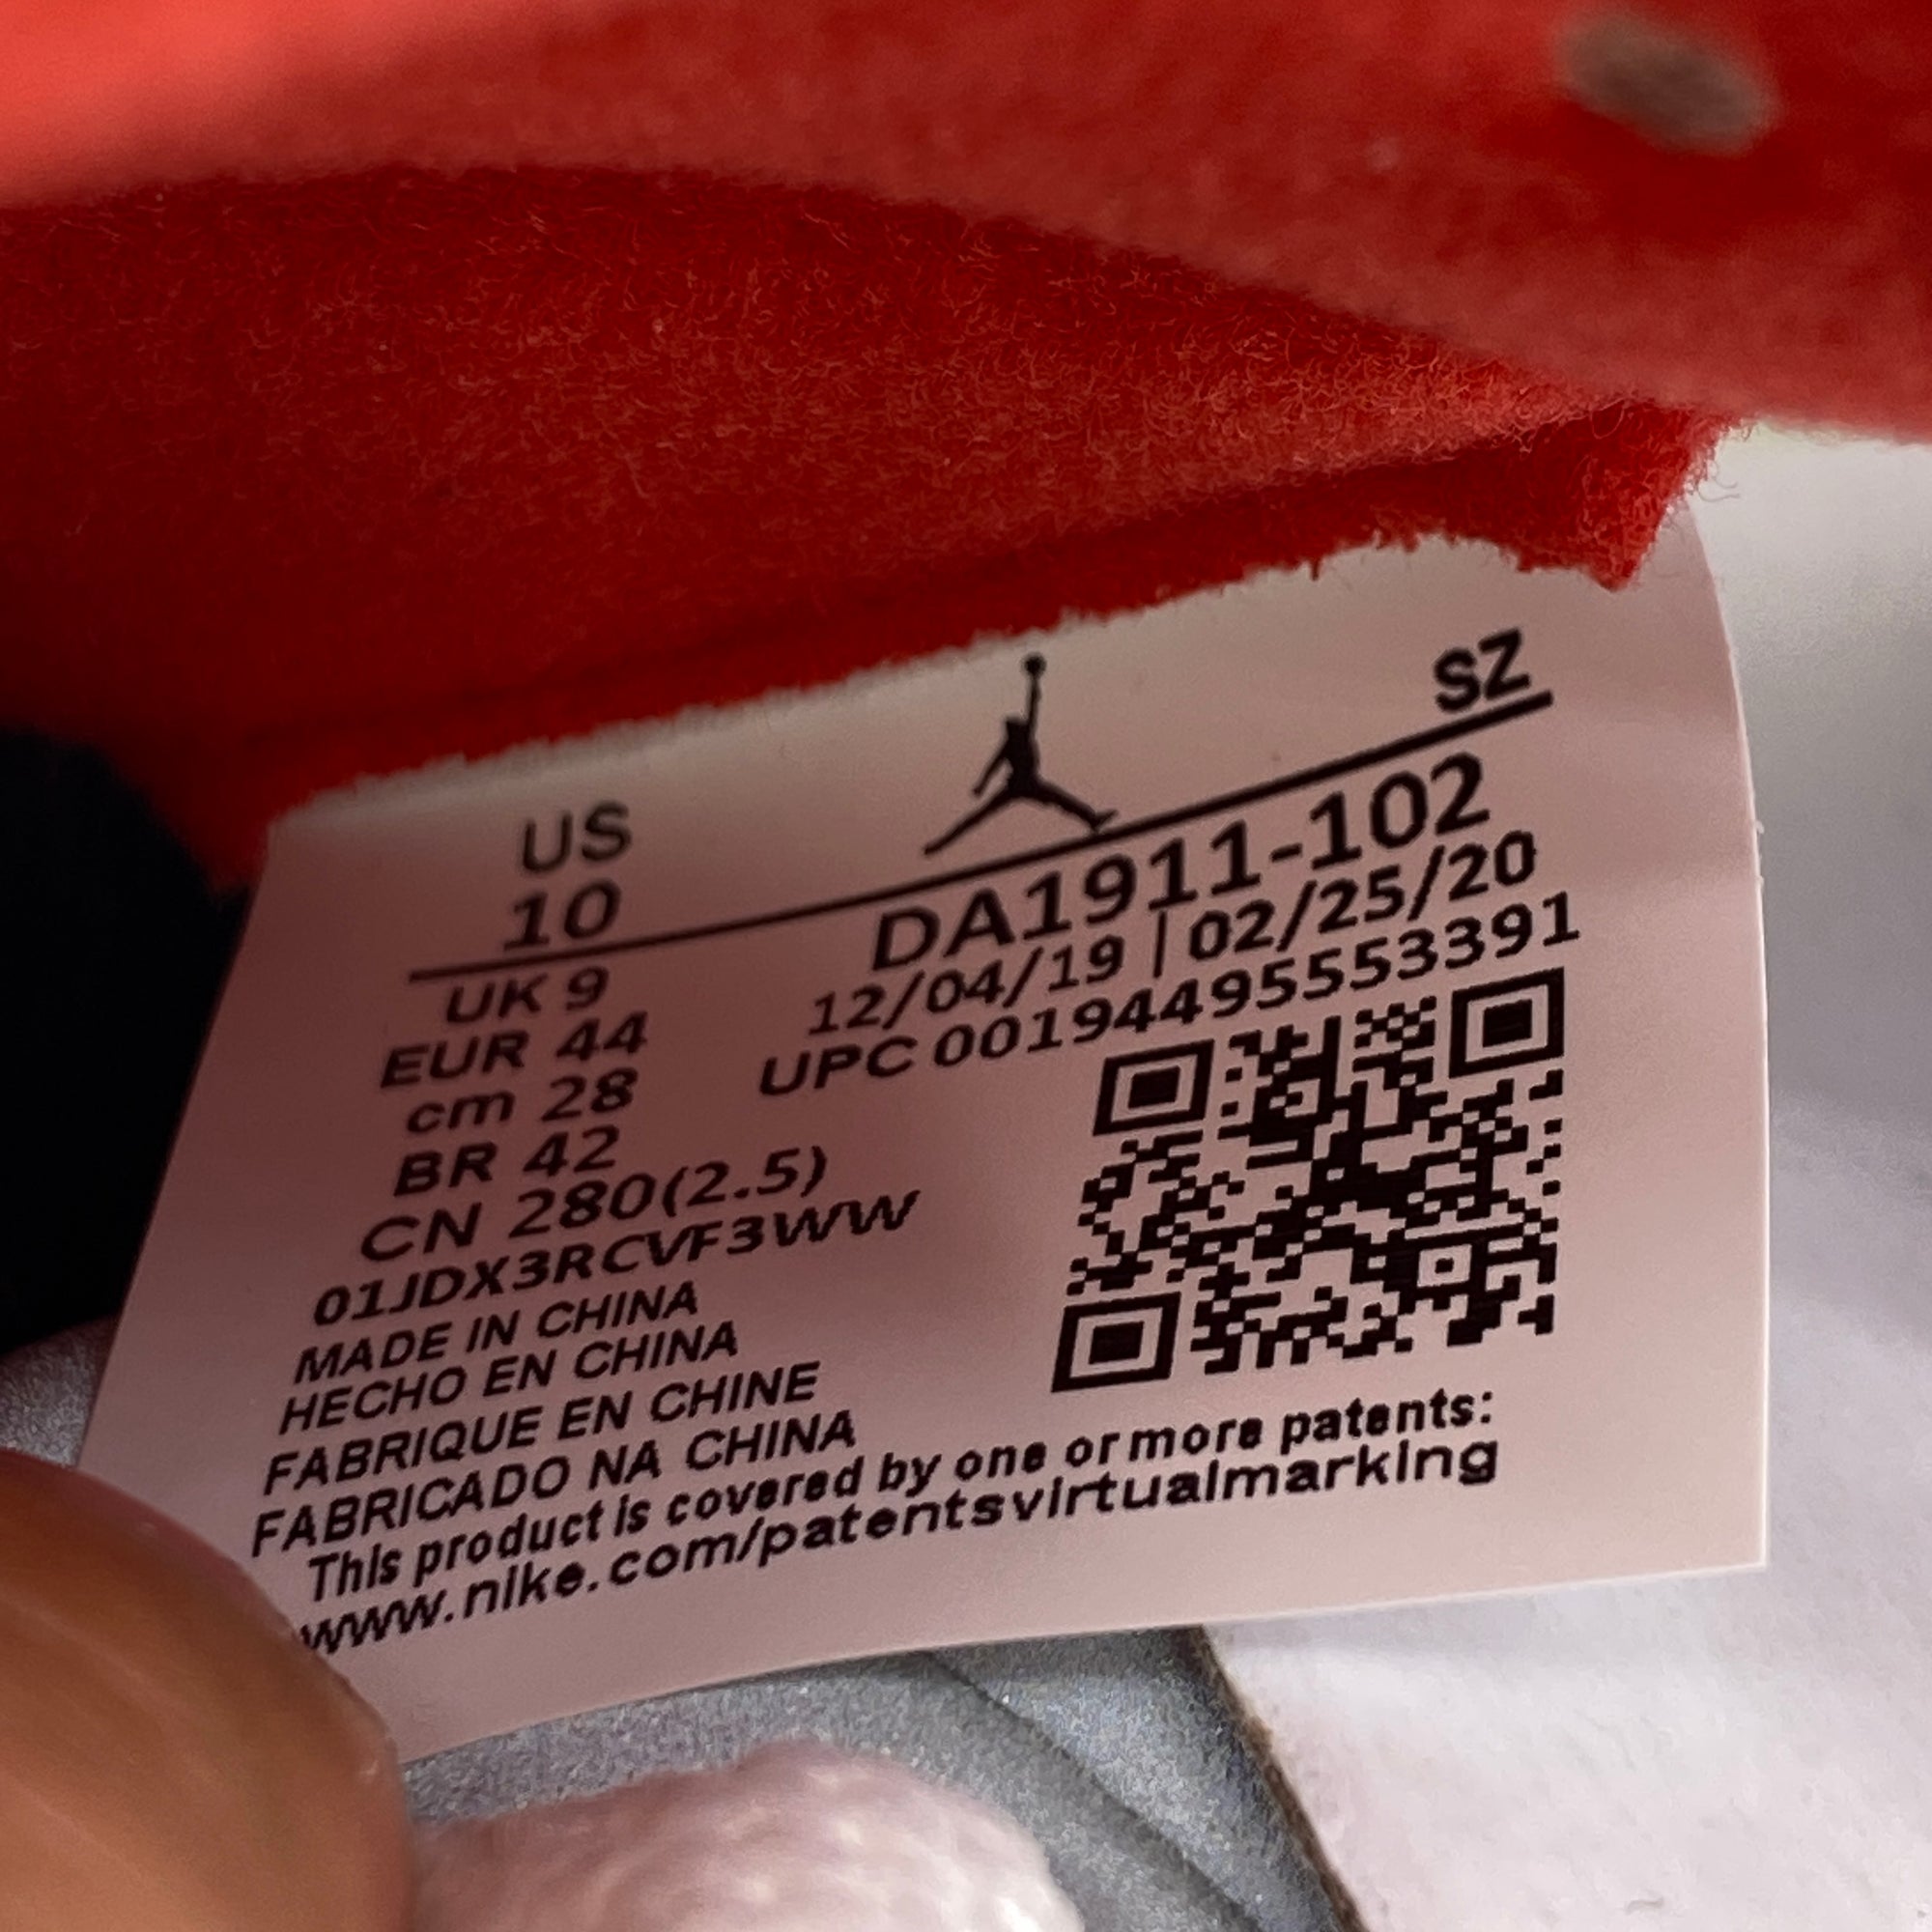 US
10
SZ
UK 9
EUR 44
cm 28
BR 42
CN 280(2.5)
01JDX3RCVF3WW
MADE IN CHINA
HECHO EN CHINA
FABRIQUE EN CHINE
FABRICADO NA CHINA
DA1911-102
12/04/19 | 02/25/20
UPC 00194495553391
This product is covered by one or more patents:
www.nike.com/patentsvirtualmarking